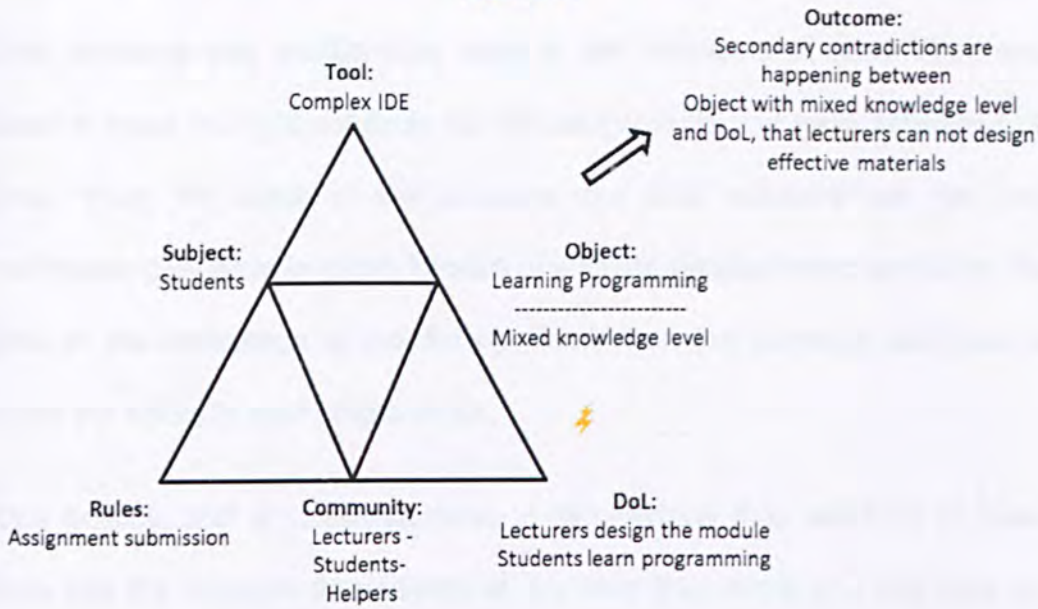 Outcome:
Secondary contradictions are
happening between
Object with mixed knowledge level
and DoL, that lecturers can not design
effective materials
Tool:
Complex IDE
Subject:
Students
Object:
Learning Programming
------------------------
Mixed knowledge level
Rules:
Assignment submission
Community:
Lecturers -
Students-
Helpers
DoL:
Lecturers design the module
Students learn programming